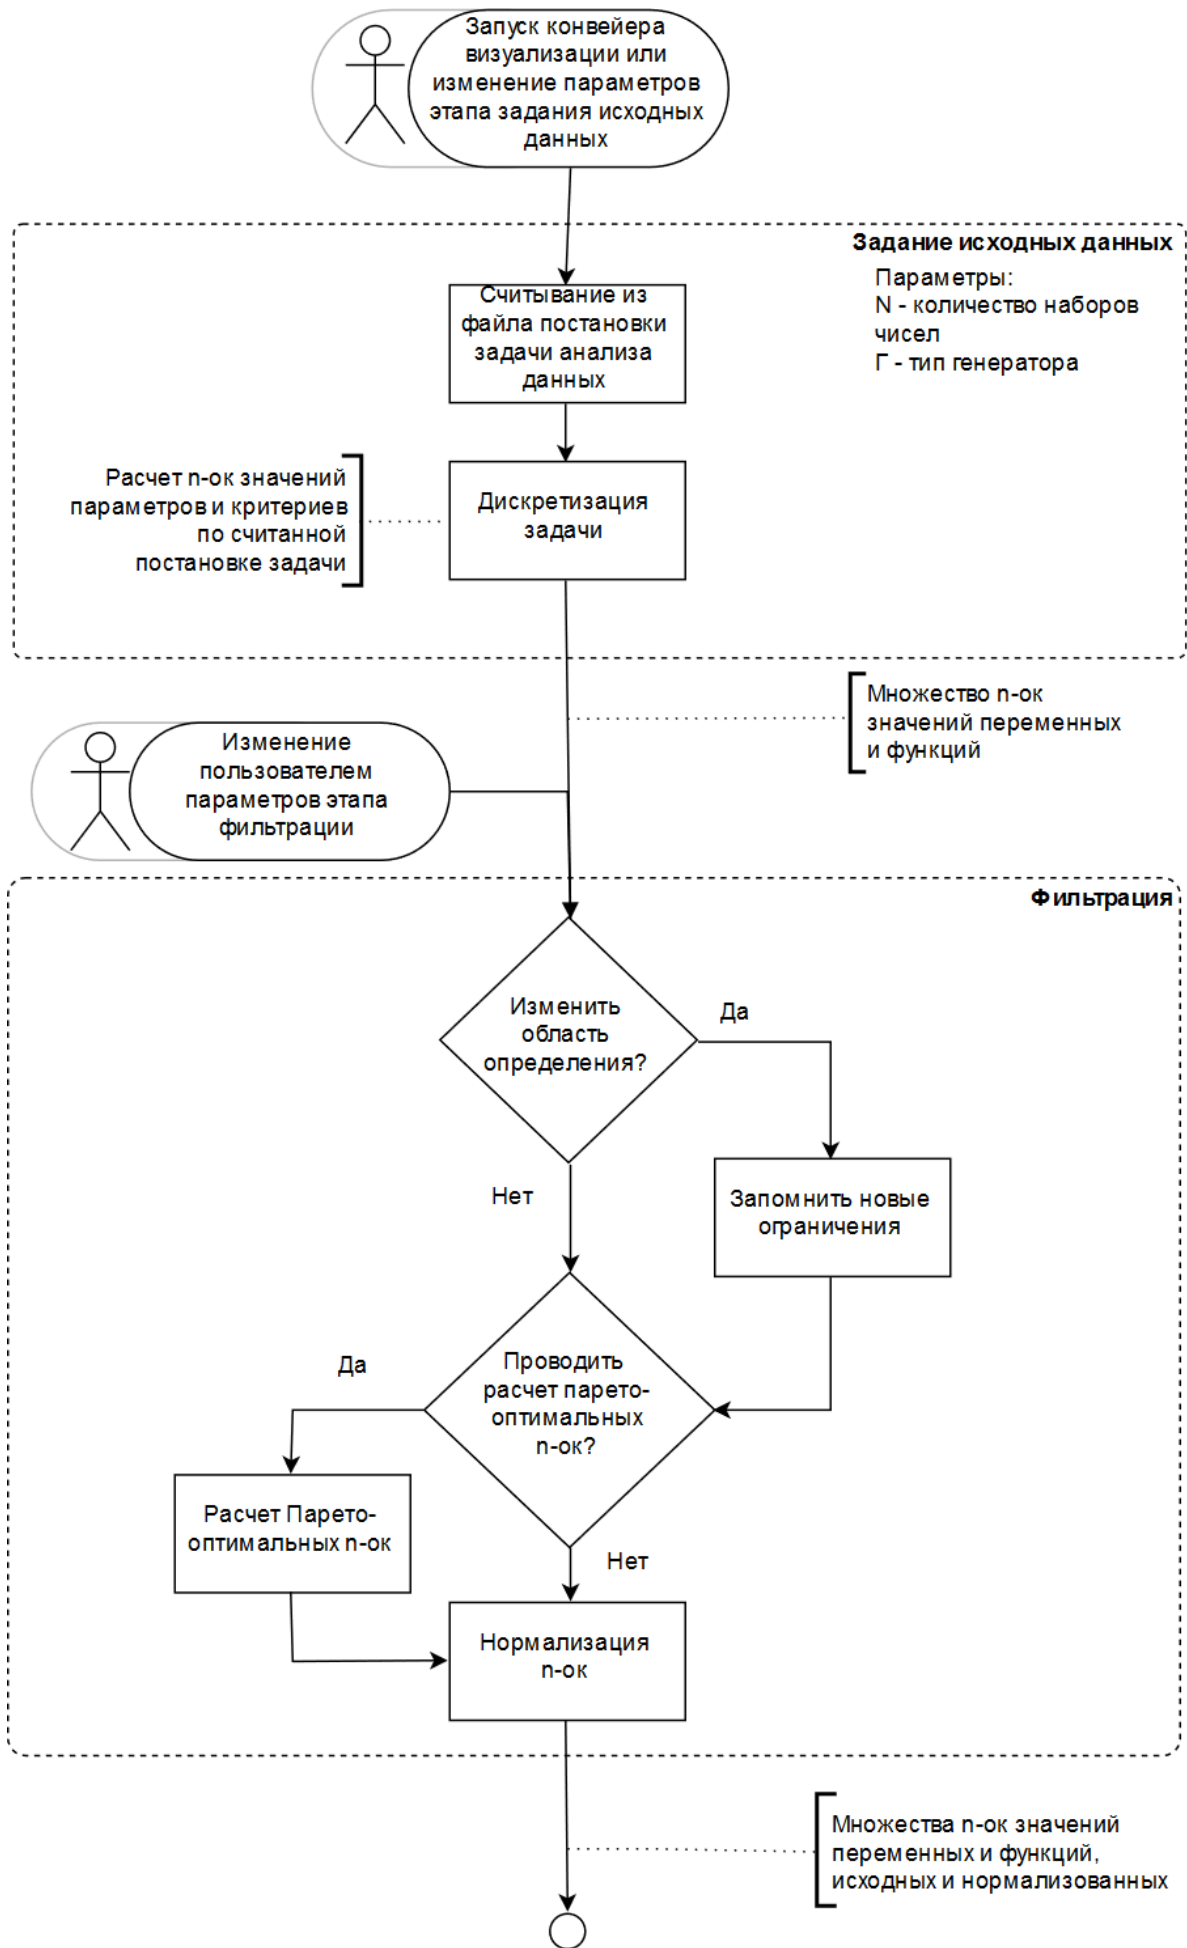 Запуск конвейера
визуализации или
изменение параметров
этапа задания исходных
данных
Задание исходных данных
Параметры:
N - количество наборов
чисел
Г - тип генератора
Считывание из
файла постановки
задачи анализа
данных
Расчет n-ок значений
параметров и критериев
по считанной
постановке задачи
Дискретизация
задачи
Множество n-ок
значений переменных
и функций
Изменение
пользователем
параметров этапа
фильтрации
Фильтрация
Изменить
область
определения?
Да
Нет
Запомнить новые
ограничения
Проводить
расчет парето-
оптимальных
n-ок?
Да
Расчет Парето-
оптимальных n-ок
Нет
Нормализация
n-ок
Множества n-ок значений
переменных и функций,
исходных и нормализованных